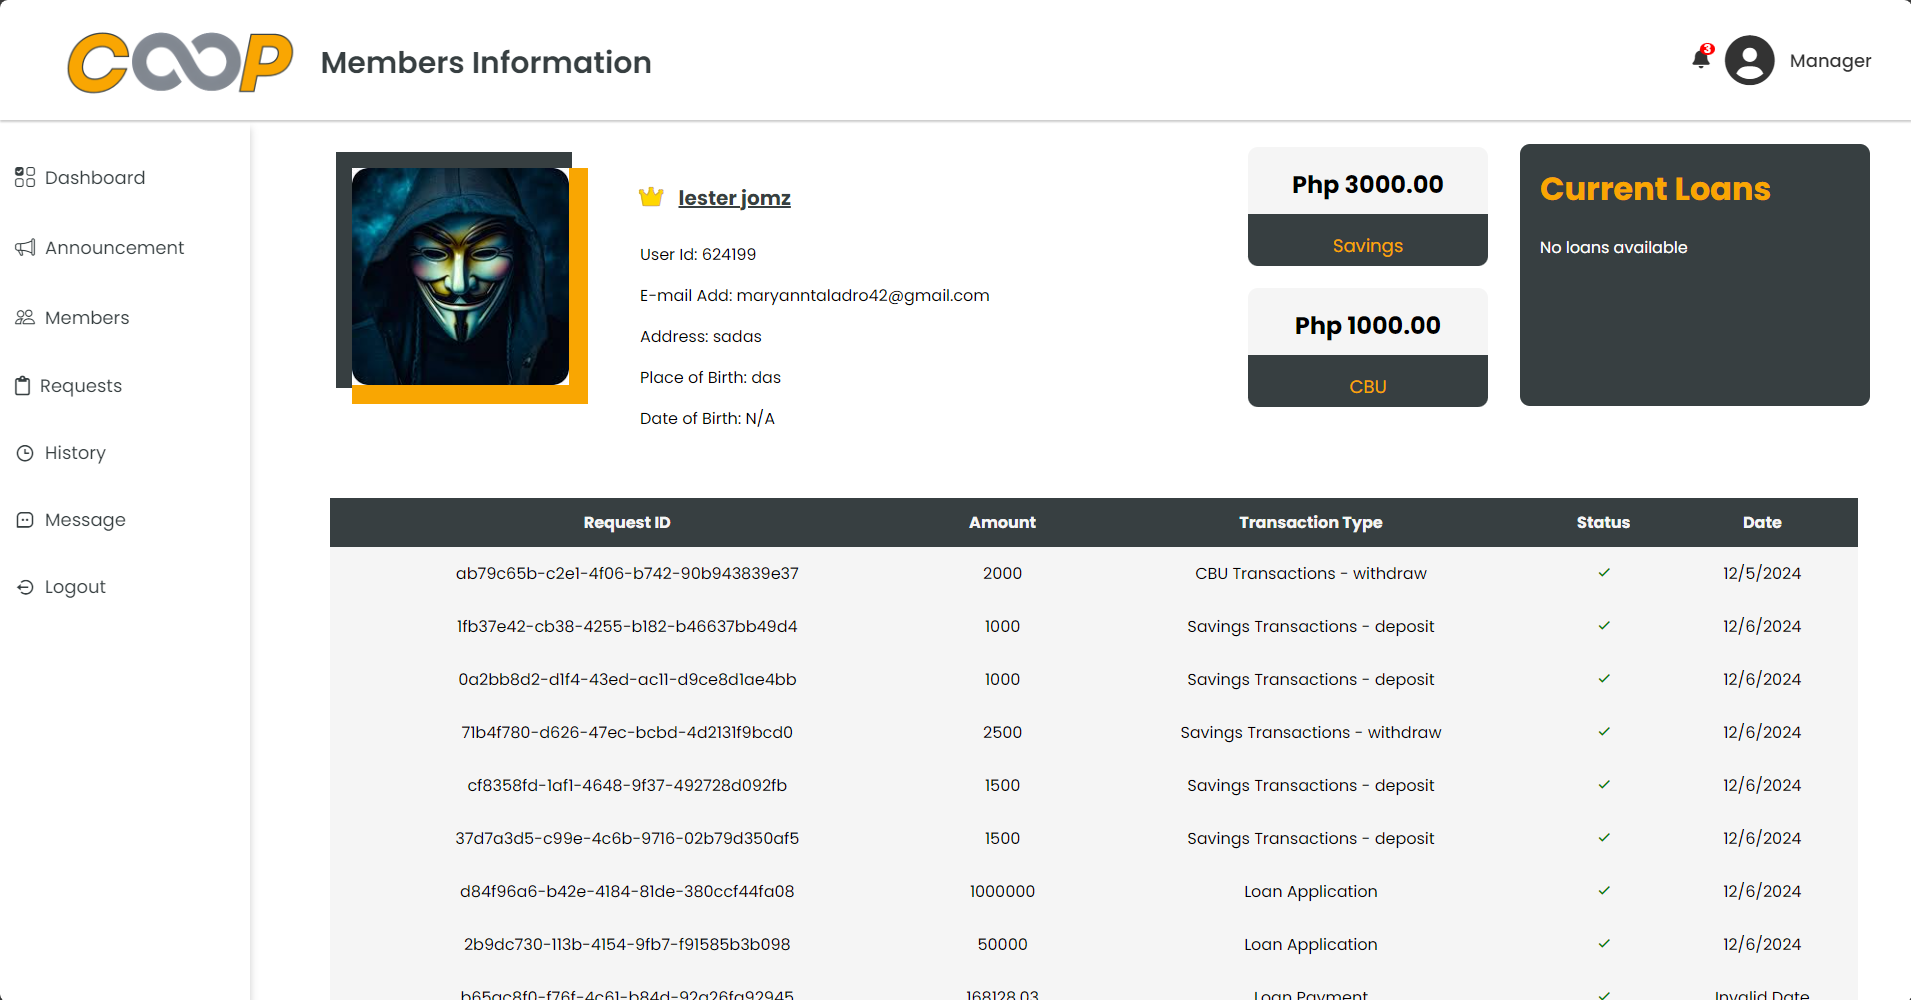 COOP Members Information 3 Manager
Dashboard
Announcement
Members
Requests
History
Message
Logout
lester jomz
User Id: 624199
E-mail Add: maryanntaladro42@gmail.com
Address: sadas
Place of Birth: das
Date of Birth: N/A
Php 3000.00
Savings
Php 1000.00
CBU
Current Loans
No loans available
Request ID Amount Transaction Type Status Date
ab79c65b-c2e1-4f06-b742-90b943839e37 2000 CBU Transactions - withdraw 12/5/2024
1fb37e42-cb38-4255-b182-b46637bb49d4 1000 Savings Transactions - deposit 12/6/2024
0a2bb8d2-d1f4-43ed-ac11-d9ce8d1ae4bb 1000 Savings Transactions - deposit 12/6/2024
71b4f780-d626-47ec-bcbd-4d2131f9bcd0 2500 Savings Transactions - withdraw 12/6/2024
cf8358fd-1af1-4648-9f37-492728d092fb 1500 Savings Transactions - deposit 12/6/2024
37d7a3d5-c99e-4c6b-9716-02b79d350af5 1500 Savings Transactions - deposit 12/6/2024
d84f96a6-b42e-4184-81de-380ccf44fa08 1000000 Loan Application 12/6/2024
2b9dc730-113b-4154-9fb7-f91585b3b098 50000 Loan Application 12/6/2024
168128.03 Loan Payment Invalid Date